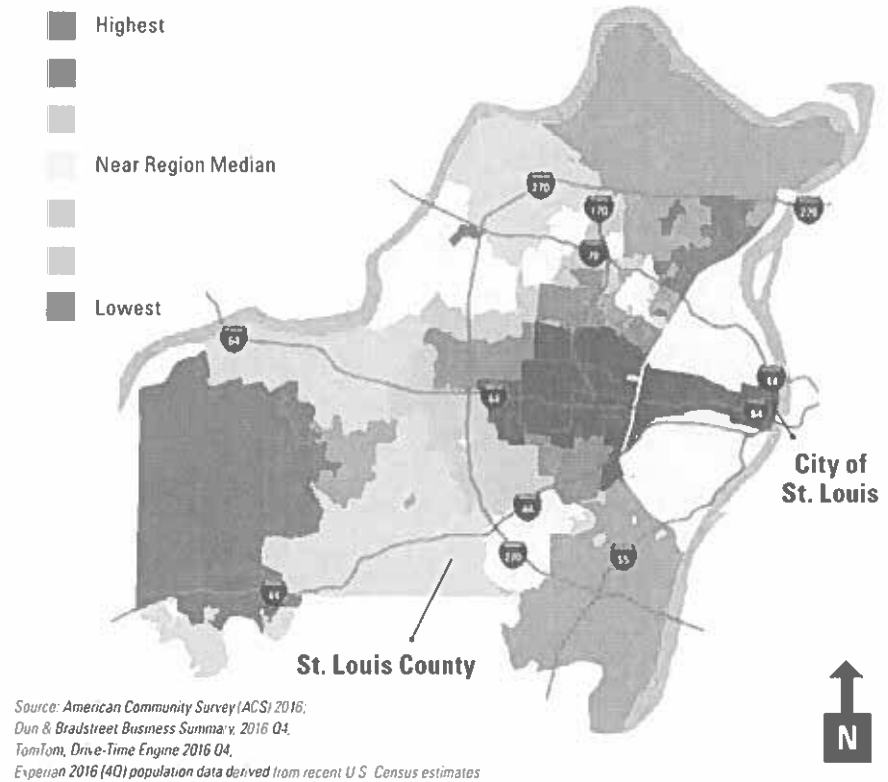 Highest
Near Region Median
Lowest
270
170
270
70
64
44
64
64
44
270
55
44
City of
St. Louis
St. Louis County
Source: American Community Survey (ACS) 2016;
Dun & Bradstreet Business Summary, 2016 Q4,
TomTom, Drive-Time Engine 2016 Q4,
Experian 2016 (4Q) population data derived from recent U S Census estimates
N